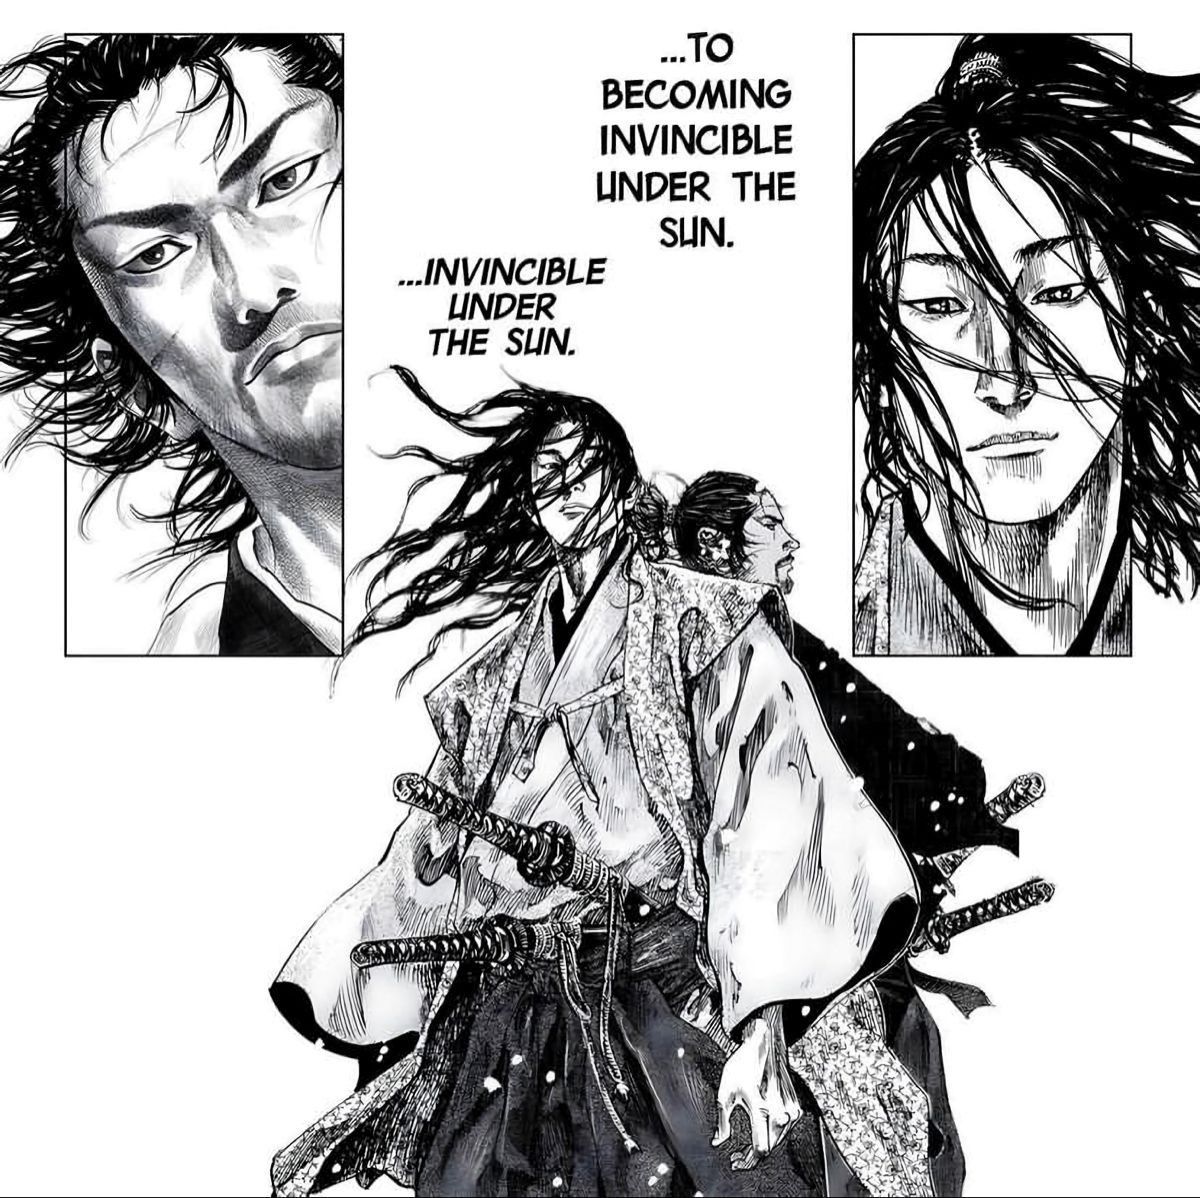 ...TO
BECOMING
INVINCIBLE
UNDER THE
SUN.
...INVINCIBLE
UNDER
THE SUN.